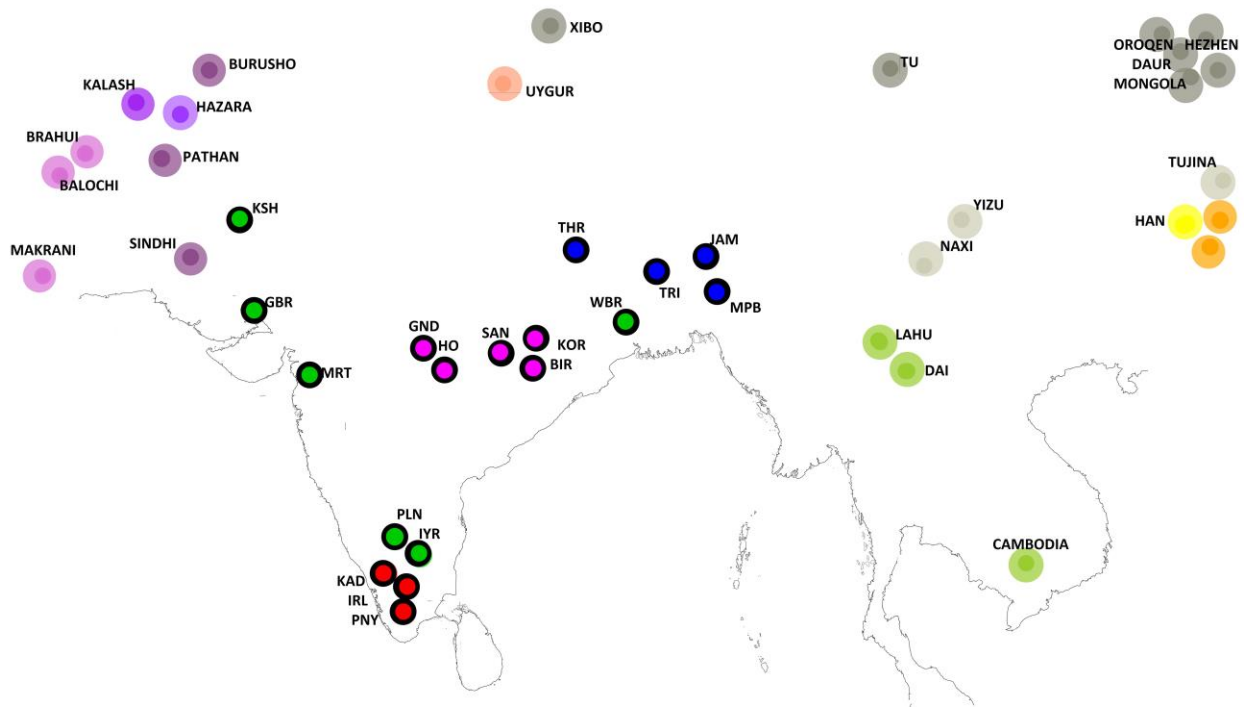 XIBO
OROQEN
HEZHEN
BURUSHO
TU
DAUR
KALASH
MONGOLA
UYGUR
HAZARA
BRAHUI
PATHAN
TUJINA
BALOCHI
YIZU
KSH
HAN
THR
JAM
MAKRANI
SINDHI
NAXI
TRI
GBR
WBR
MPB
GND
SAN
LAHU
HO
KOR
BIR
DAI
MRT
PLN
IYR
CAMBODIA
KAD
IRL
PNY